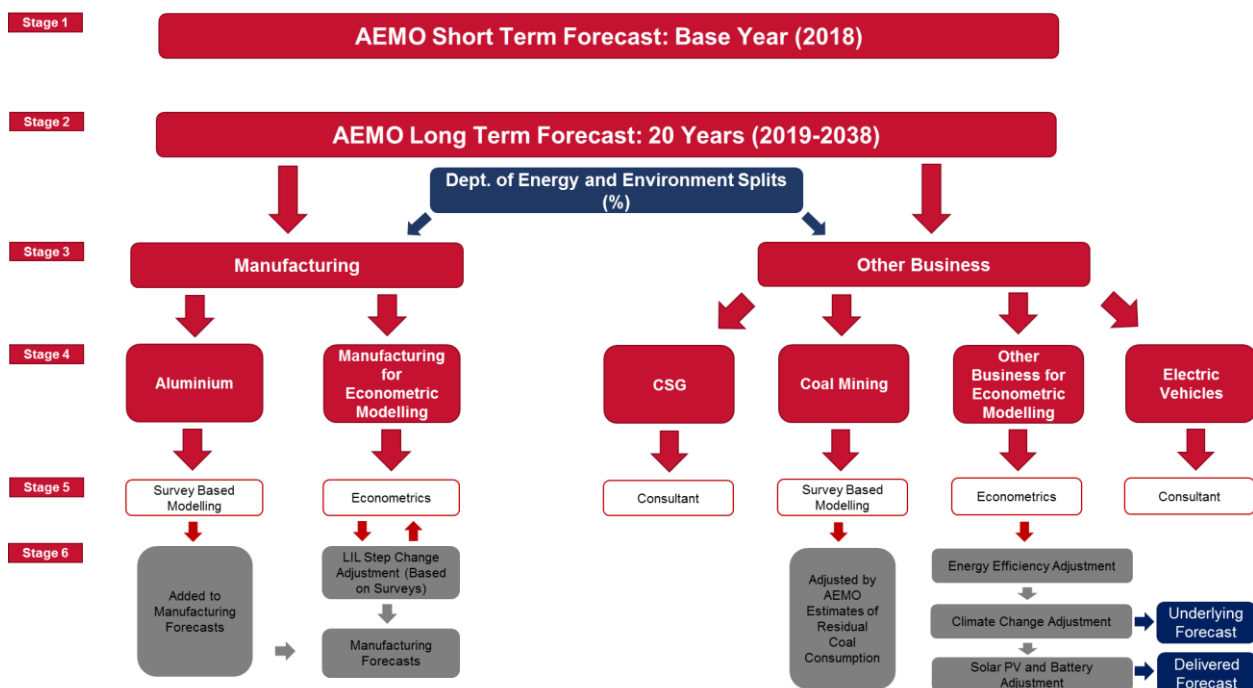 Stage 1
AEMO Short Term Forecast: Base Year (2018)
Stage 2
AEMO Long Term Forecast: 20 Years (2019-2038)
Dept. of Energy and Environment Splits
(%)
Stage 3
Manufacturing
Other Business
Stage 4
Aluminium
Manufacturing
for
Econometric
Modelling
CSG
Coal Mining
Other
Business for
Econometric
Modelling
Electric
Vehicles
Stage 5
Survey Based
Modelling
Econometrics
Consultant
Survey Based
Modelling
Econometrics
Consultant
Stage 6
Added to
Manufacturing
Forecasts
LIL Step Change
Adjustment (Based
on Surveys)
Manufacturing
Forecasts
Adjusted by
AEMO
Estimates of
Residual
Coal
Consumption
Energy Efficiency Adjustment
Climate Change Adjustment
Underlying
Forecast
Solar PV and Battery
Adjustment
Delivered
Forecast